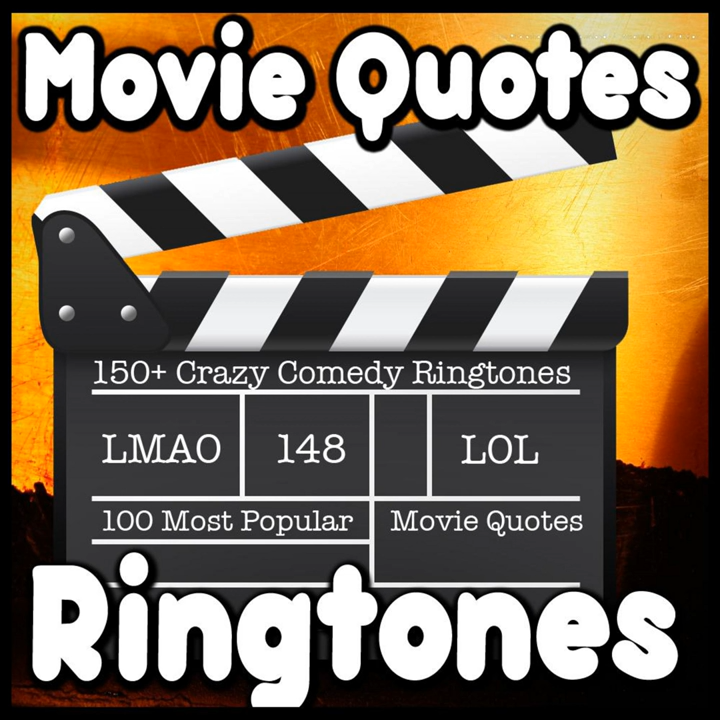 Movie Quotes
150+ Crazy Comedy Ringtones
LMAO 148 LOL
100 Most Popular Movie Quotes
Ringtones